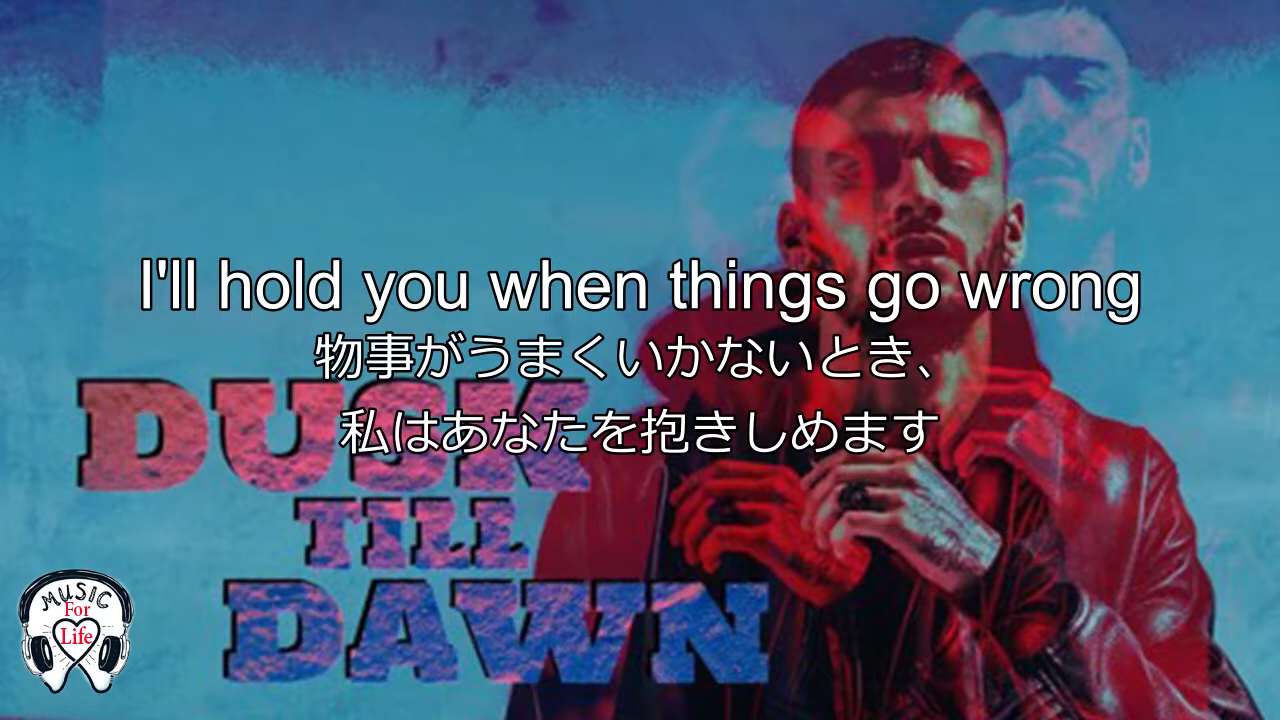 I'll hold you when things go wrong
物事がうまくいかないとき、
私はあなたを抱きしめます
DUSK
TILL
DAWN
MUSIC
For
Life